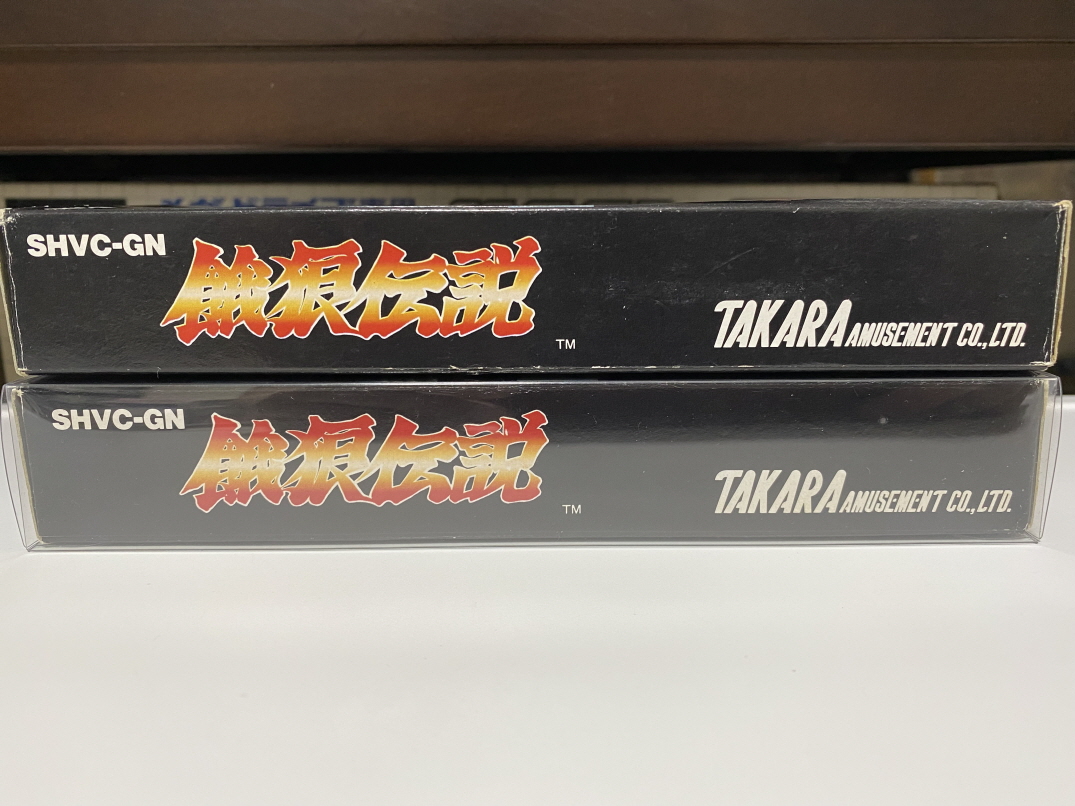 SHVC-GN
餓狼伝説
TM
TAKARA AMUSEMENT CO., LTD.
SHVC-GN
餓狼伝説
TM
TAKARA AMUSEMENT CO., LTD.